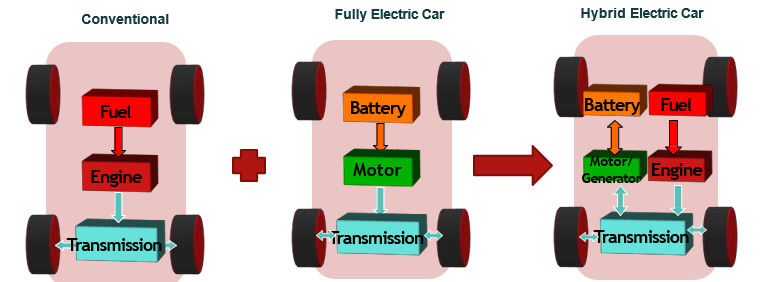 Conventional
Fully Electric Car
Hybrid Electric Car
Fuel
Engine
Transmission
Battery
Motor
Transmission
Battery
Fuel
Motor/
Generator
Engine
Transmission